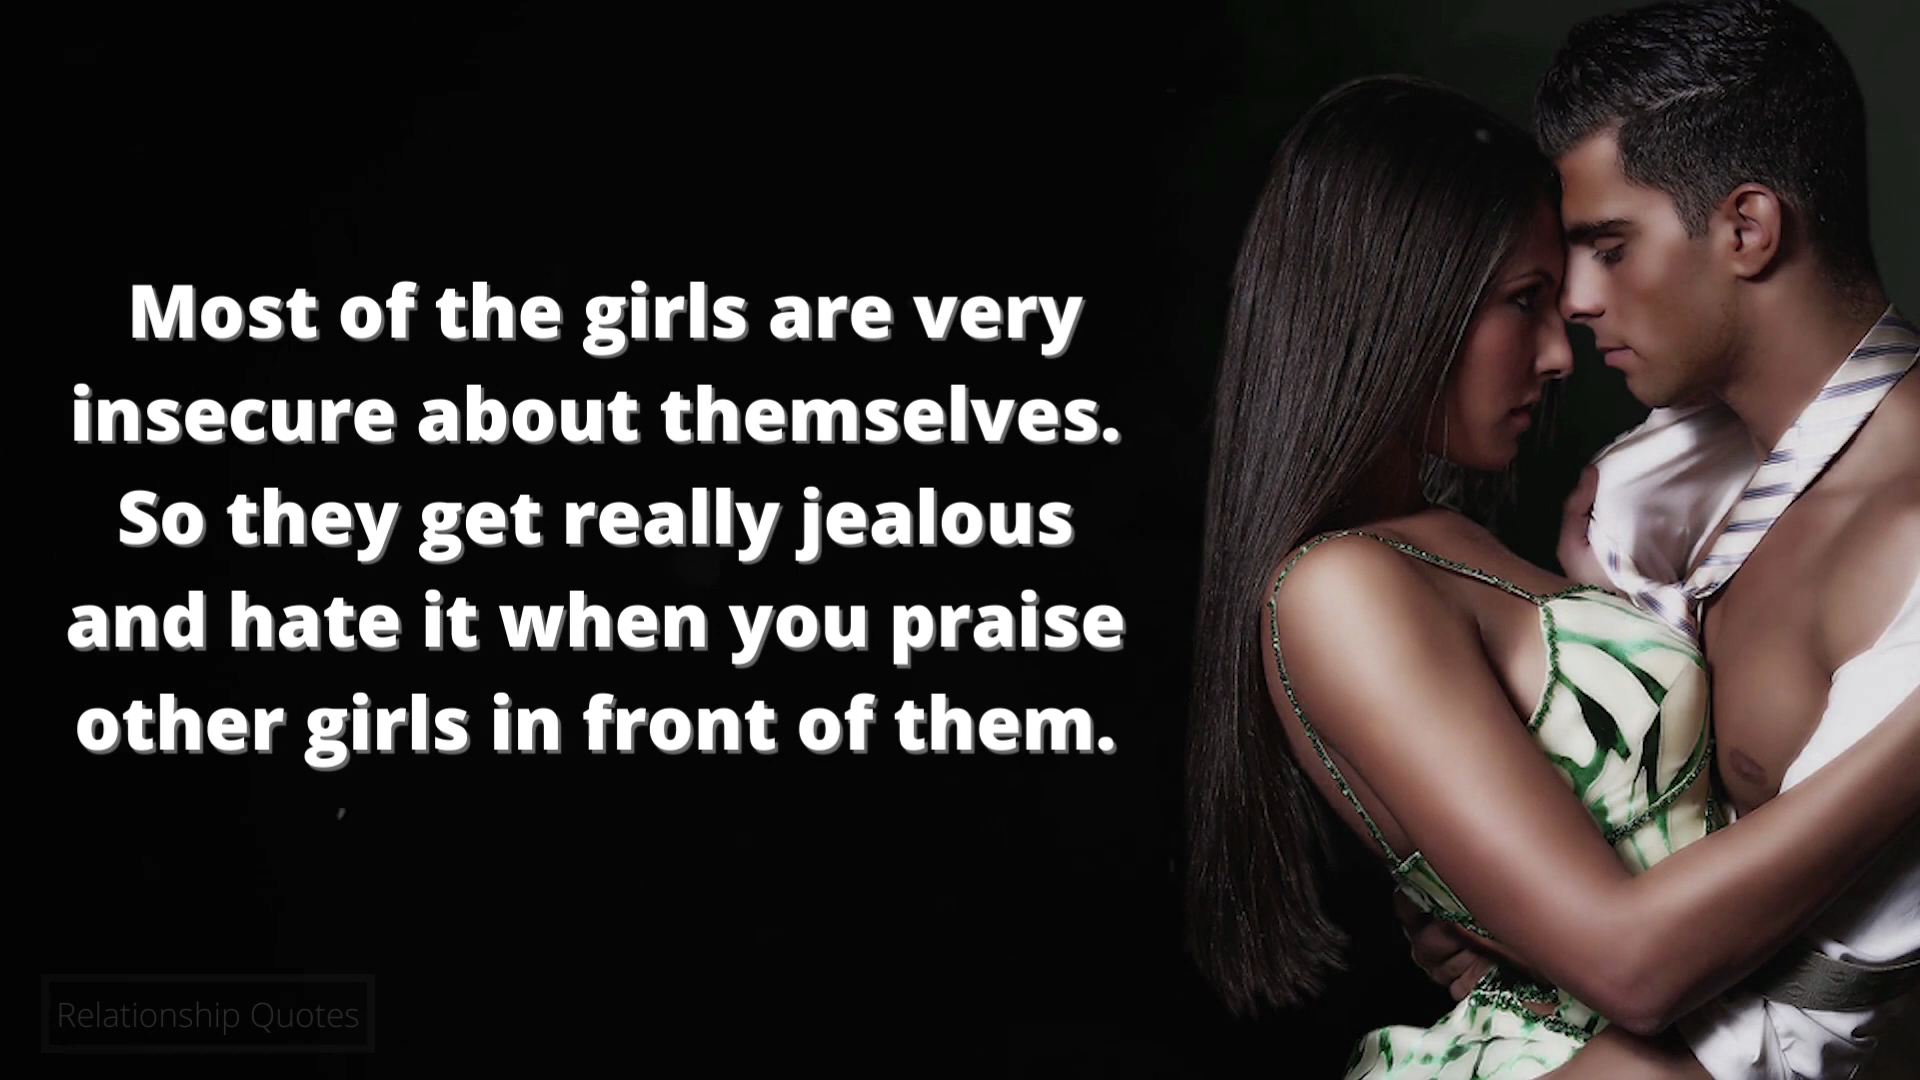 Most of the girls are very
insecure about themselves.
So they get really jealous
and hate it when you praise
other girls in front of them.
,
Relationship Quotes